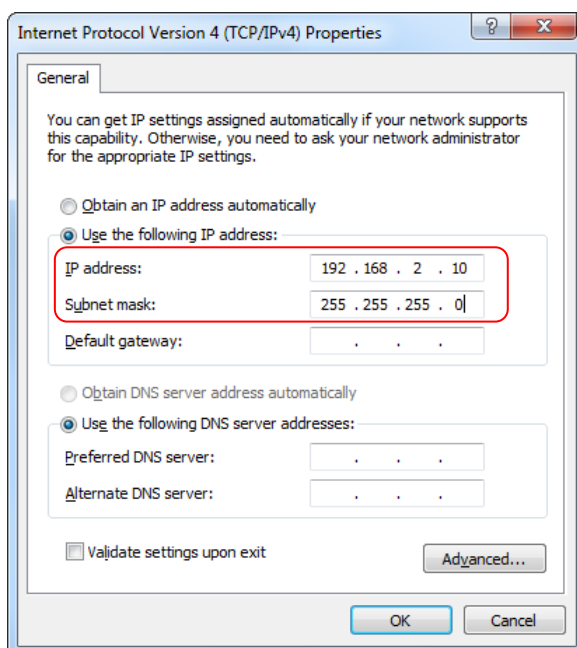 Internet Protocol Version 4 (TCP/IPv4) Properties
General
You can get IP settings assigned automatically if your network supports
this capability. Otherwise, you need to ask your network administrator
for the appropriate IP settings.
Obtain an IP address automatically
Use the following IP address:
IP address: 192 . 168 . 2 . 10
Subnet mask: 255 . 255 . 255 . 0
Default gateway: . . .
Obtain DNS server address automatically
Use the following DNS server addresses:
Preferred DNS server: . . .
Alternate DNS server: . . .
Validate settings upon exit
Advanced...
OK Cancel